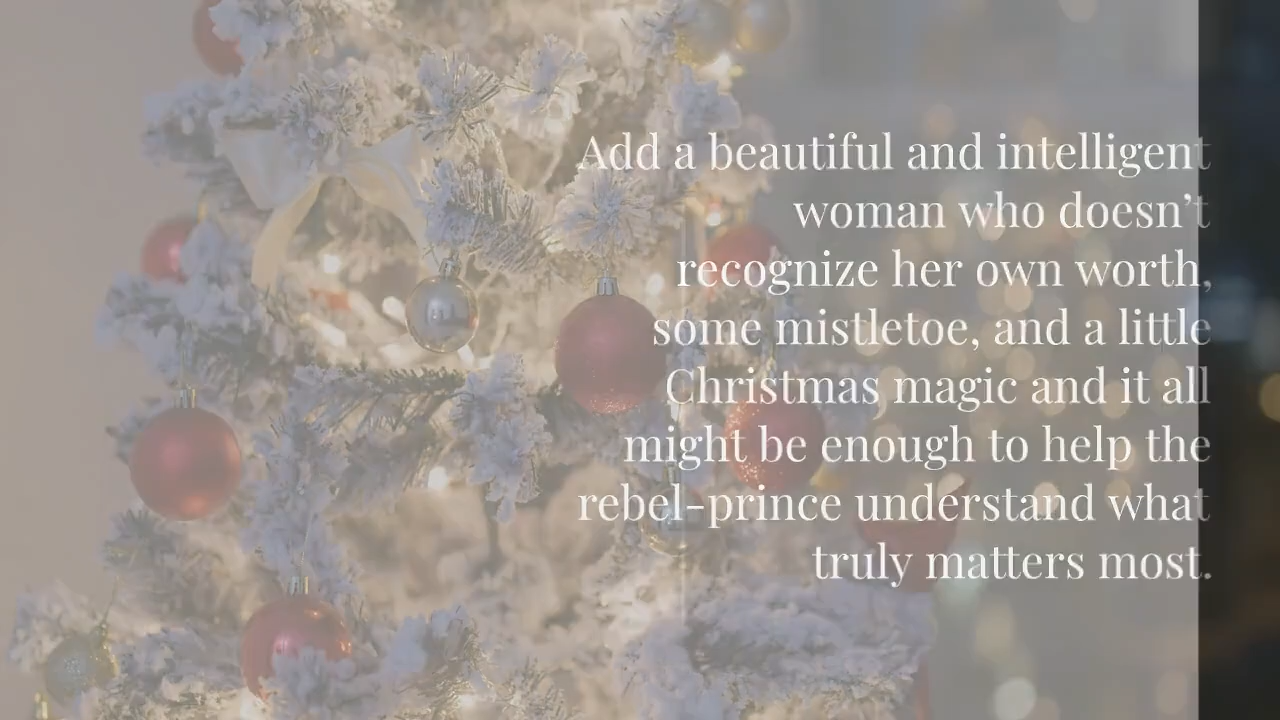 Add a beautiful and intelligent
woman who doesn’t
recognize her own worth,
some mistletoe, and a little
Christmas magic and it all
might be enough to help the
rebel-prince understand what
truly matters most.